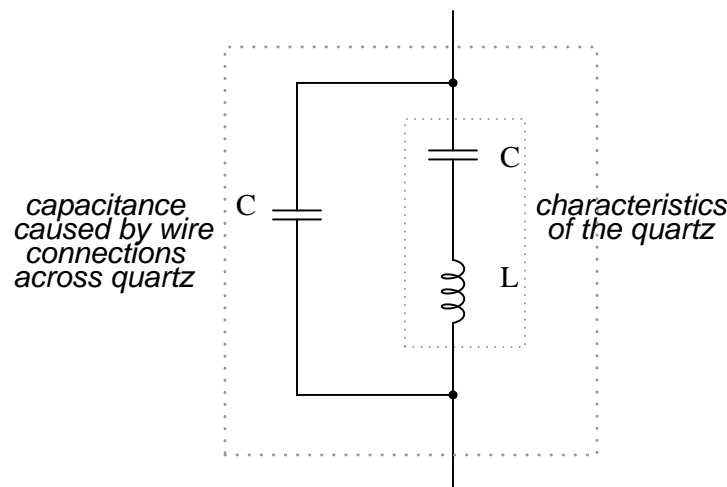 C
capacitance
caused by wire
connections
across quartz
C
characteristics
of the quartz
L